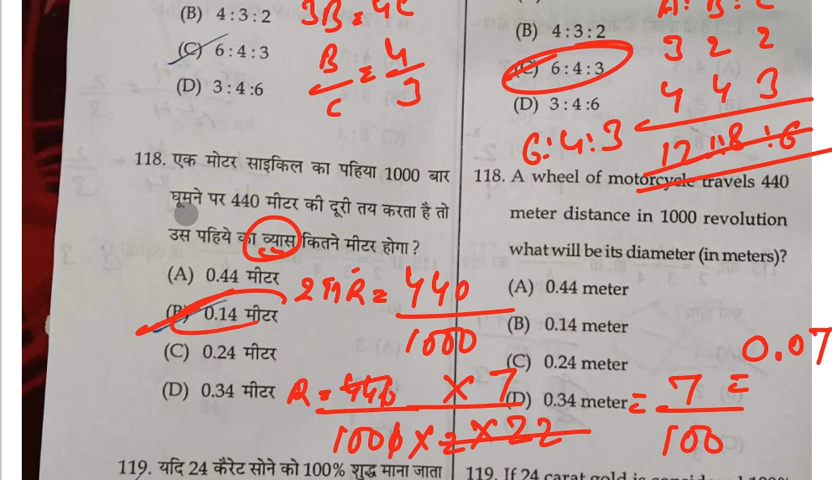 (B) 4 : 3 : 2
(C) 6 : 4 : 3
(D) 3 : 4 : 6
3B = 4C
B/C = 4/3
118. एक मोटर साइकिल का पहिया 1000 बार
घूमने पर 440 मीटर की दूरी तय करता है तो
उस पहिये का व्यास कितने मीटर होगा ?
(A) 0.44 मीटर
(B) 0.14 मीटर
(C) 0.24 मीटर
(D) 0.34 मीटर
2πR = 440/1000
R = 440 × 7 / 1000 × 2 × 22 = 7/100 = 0.07
119. यदि 24 कैरेट सोने को 100% शुद्ध माना जाता
A : B : C
(B) 4 : 3 : 2
3 2 2
(C) 6 : 4 : 3
4 4 3
(D) 3 : 4 : 6
6 : 4 : 3
12 : 8 : 6
118. A wheel of motorcycle travels 440
meter distance in 1000 revolution
what will be its diameter (in meters)?
(A) 0.44 meter
(B) 0.14 meter
(C) 0.24 meter
(D) 0.34 meter
119. If 24 carat gold is